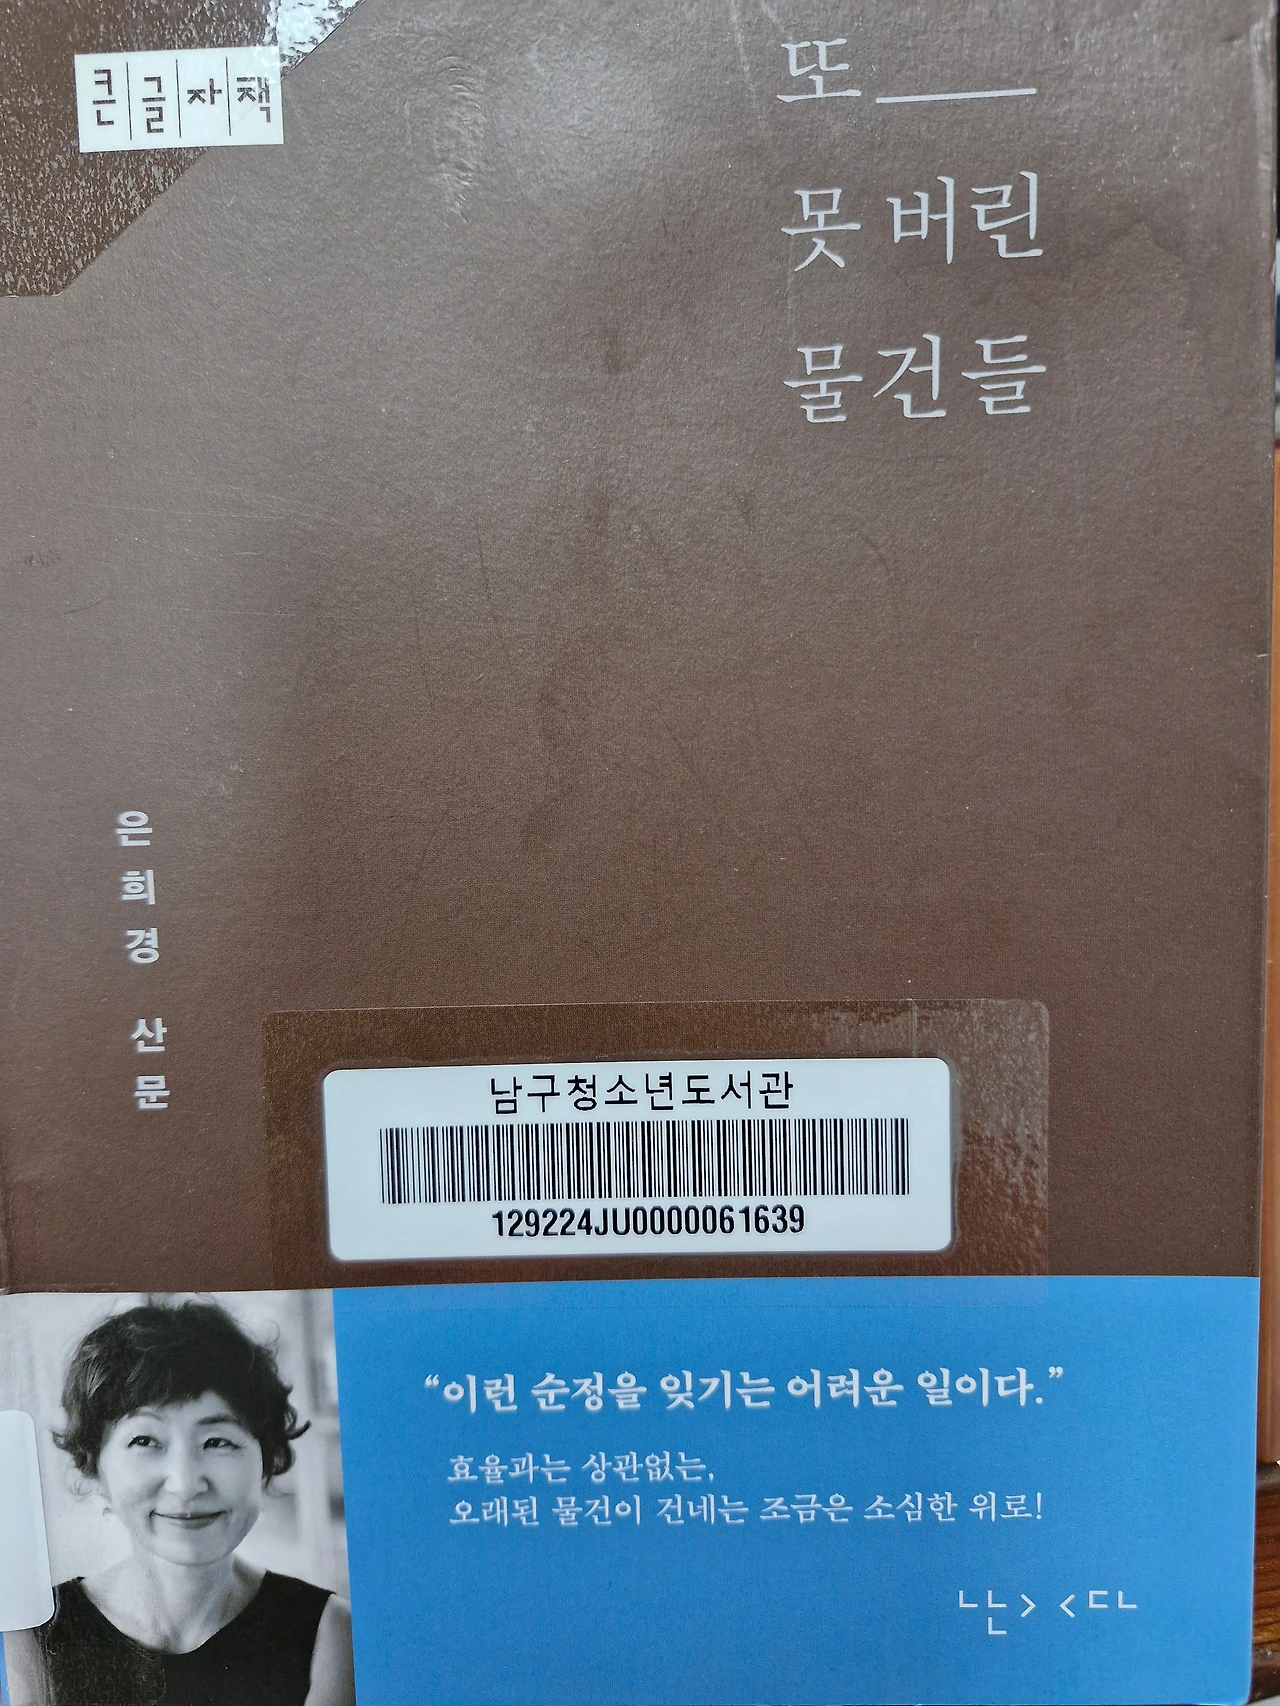 큰글자책
또
못 버린
물건들
은희경 산문
남구청소년도서관
129224JU0000061639
“이런 순정을 잊기는 어려운 일이다.”
효율과는 상관없는,
오래된 물건이 건네는 조금은 소심한 위로!